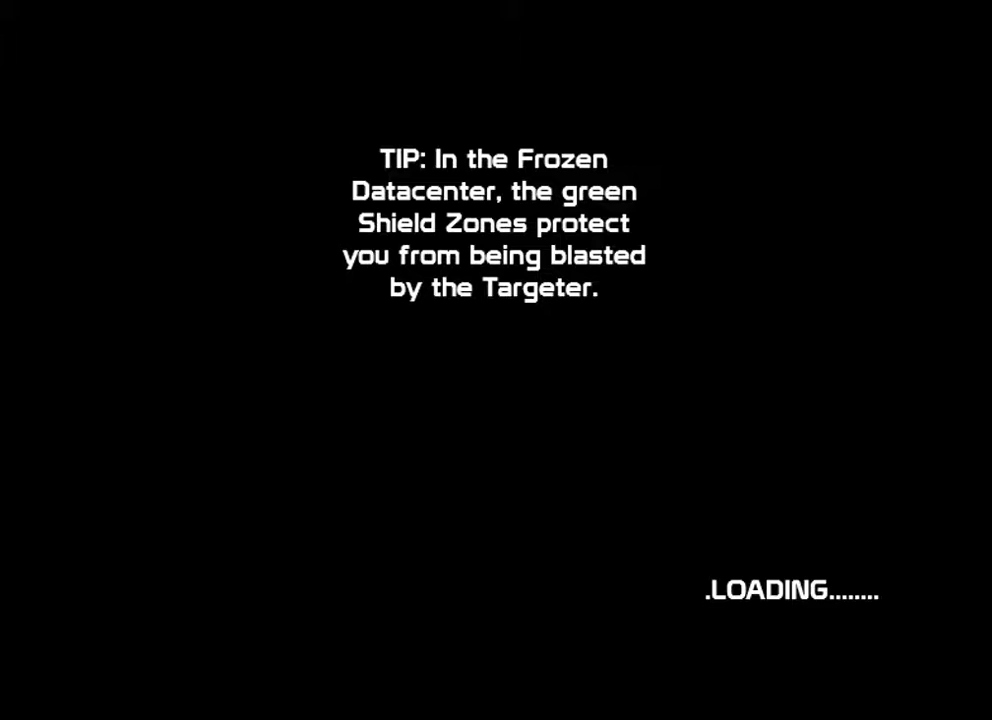 TIP: In the Frozen
Datacenter, the green
Shield Zones protect
you from being blasted
by the Targeter.
.LOADING........